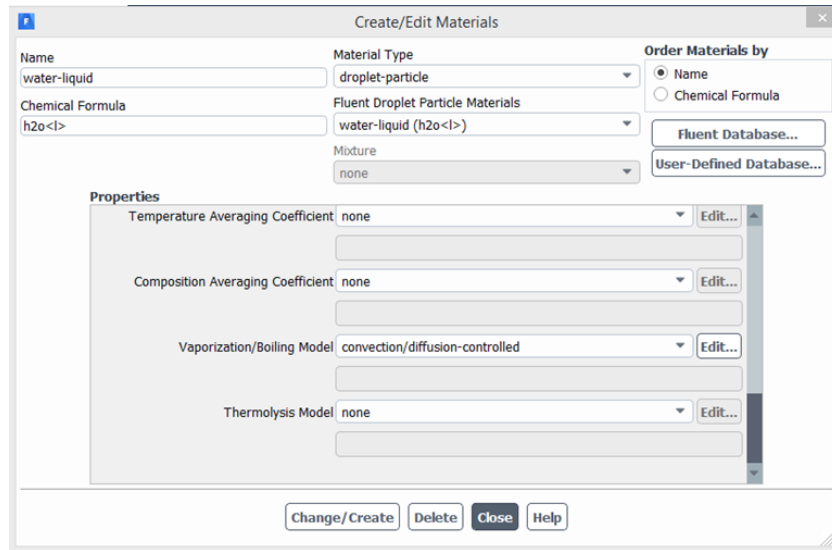 Create/Edit Materials
Name
water-liquid
Material Type
droplet-particle
Order Materials by
Name
Chemical Formula
Chemical Formula
h2o<l>
Fluent Droplet Particle Materials
water-liquid (h2o<l>)
Mixture
none
Fluent Database...
User-Defined Database...
Properties
Temperature Averaging Coefficient none Edit...
Composition Averaging Coefficient none Edit...
Vaporization/Boiling Model convection/diffusion-controlled Edit...
Thermolysis Model none Edit...
Change/Create Delete Close Help